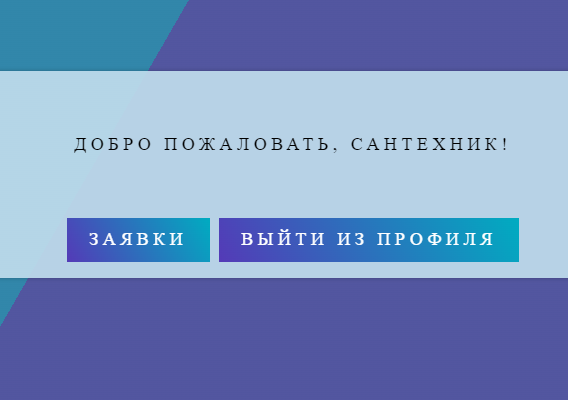 ДОБРО ПОЖАЛОВАТЬ, САНТЕХНИК!
ЗАЯВКИ ВЫЙТИ ИЗ ПРОФИЛЯ